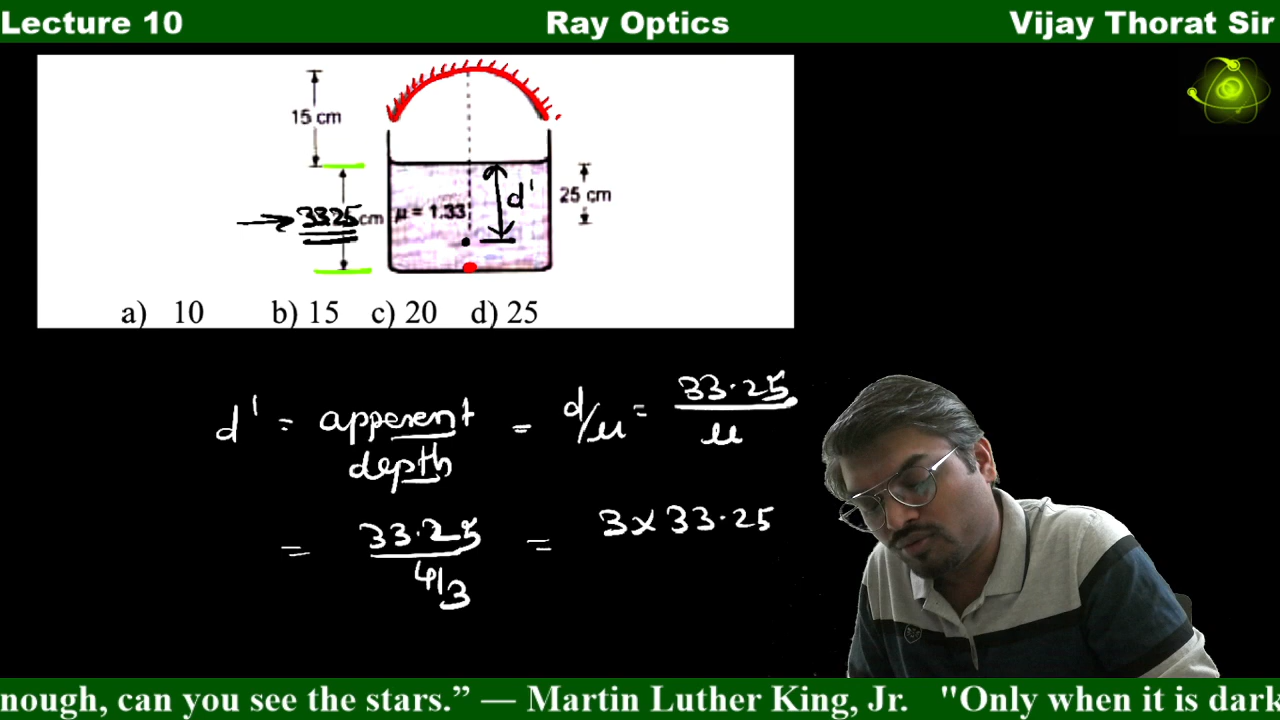 Lecture 10 Ray Optics Vijay Thorat Sir
15 cm
d'
25 cm
33.25 cm μ = 1.33
a) 10 b) 15 c) 20 d) 25
d' = apperent depth = d/μ = 33.25 / μ
= 33.25 / 4/3 = 3 x 33.25
nough, can you see the stars.” — Martin Luther King, Jr. "Only when it is dark